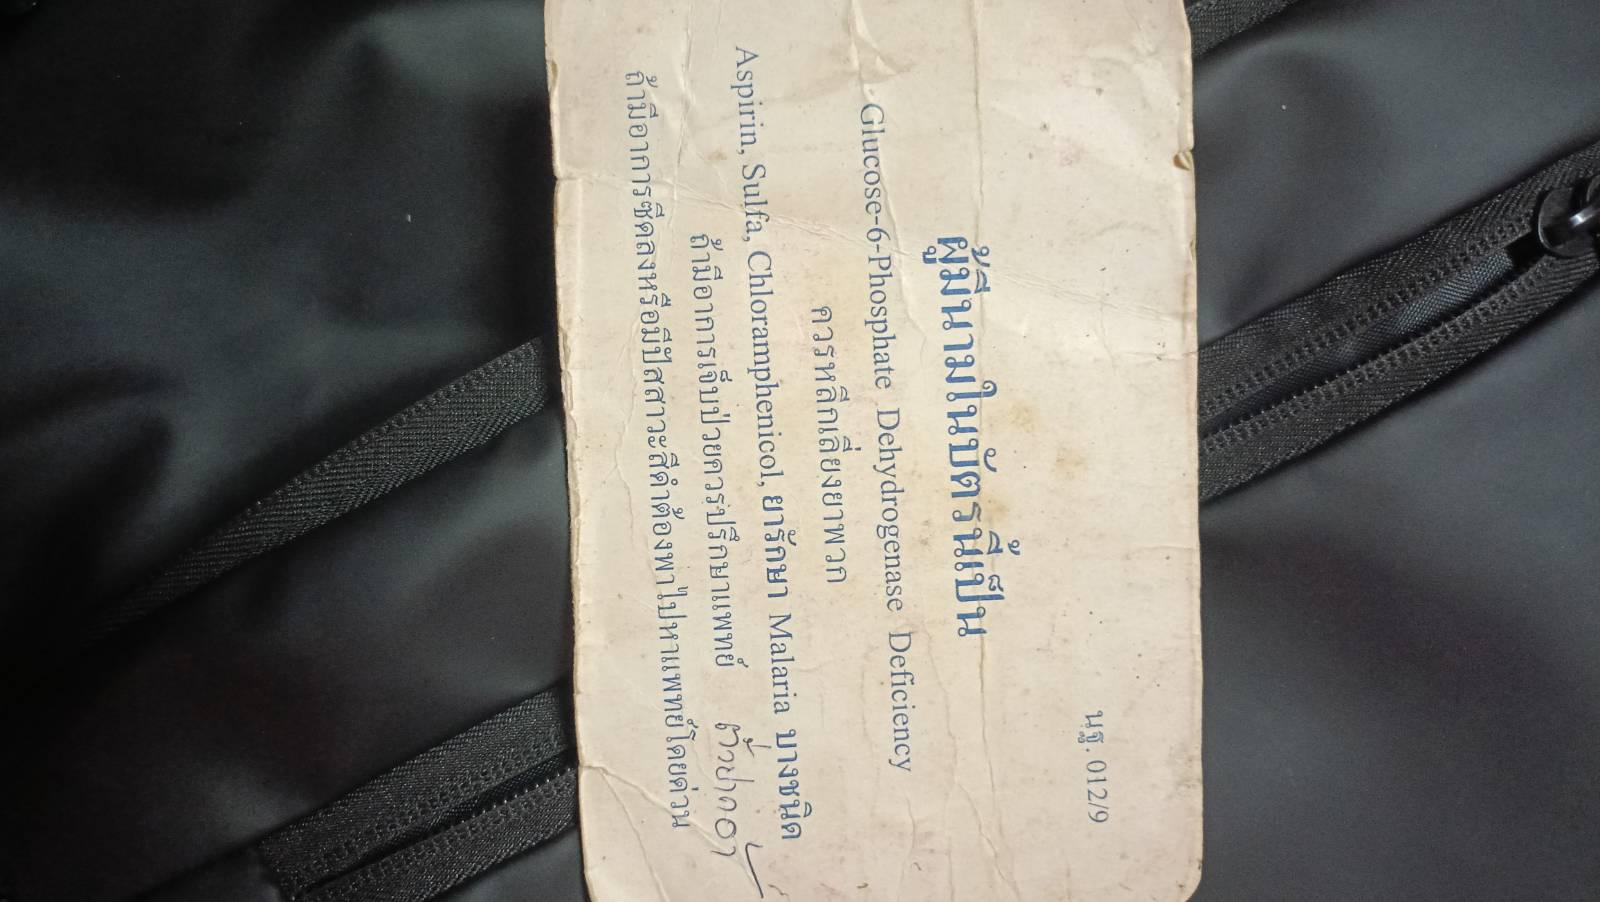 นฐ. 012/9
ผู้มีนามในบัตรนี้เป็น
Glucose-6-Phosphate Dehydrogenase Deficiency
ควรหลีกเลี่ยงยาพวก
Aspirin, Sulfa, Chloramphenicol, ยารักษา Malaria บางชนิด
ถ้ามีอาการเจ็บป่วยควรปรึกษาแพทย์
ถ้ามีอาการซีดลงหรือมีปัสสาวะสีดำต้องพาไปหาแพทย์โดยด่วน